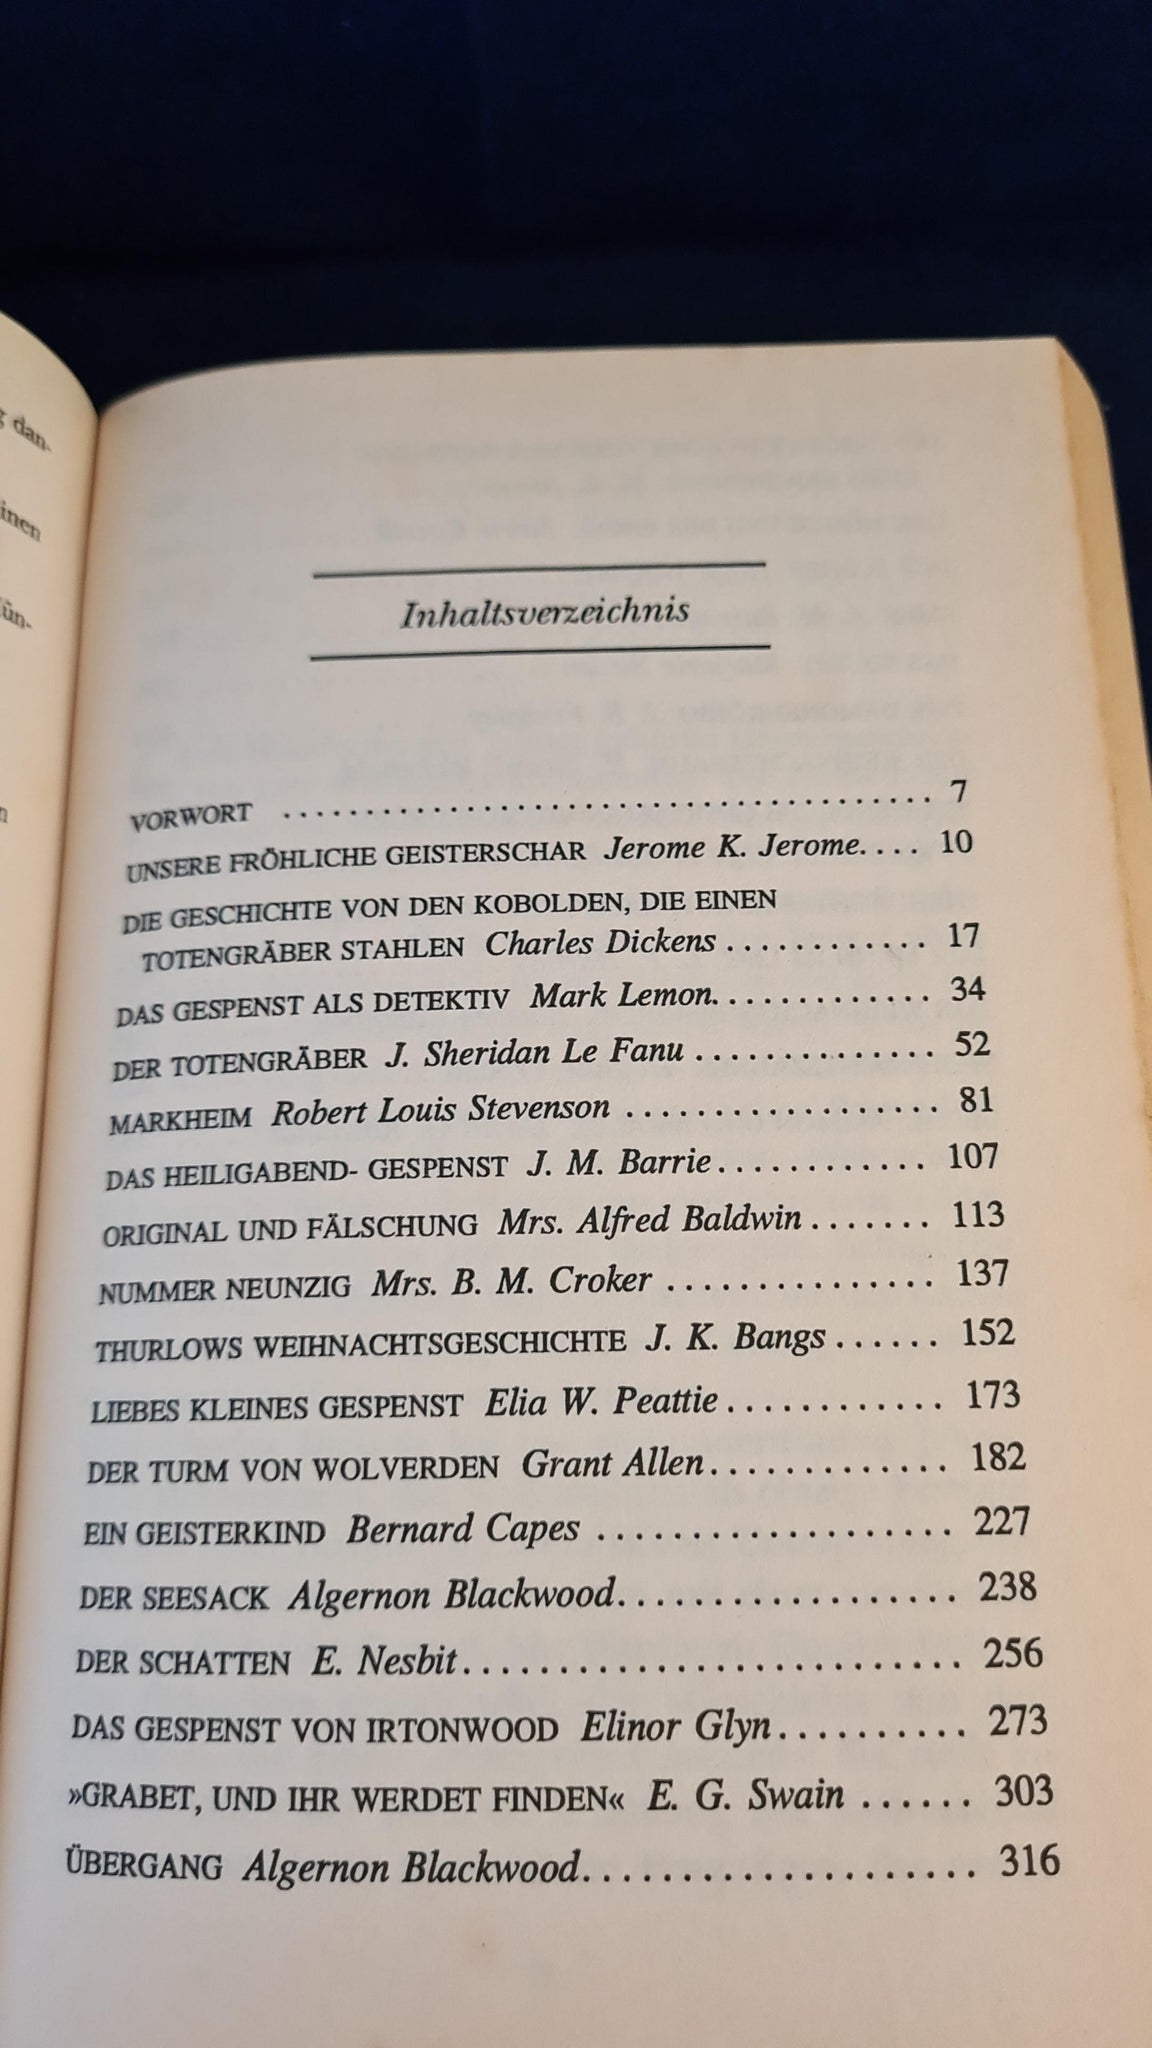 g dan-
inen
Inhaltsverzeichnis
VORWORT ........................................ 7
UNSERE FRÖHLICHE GEISTERSCHAR Jerome K. Jerome.... 10
DIE GESCHICHTE VON DEN KOBOLDEN, DIE EINEN
TOTENGRÄBER STAHLEN Charles Dickens ............ 17
DAS GESPENST ALS DETEKTIV Mark Lemon............. 34
DER TOTENGRÄBER J. Sheridan Le Fanu .............. 52
MARKHEIM Robert Louis Stevenson .................. 81
DAS HEILIGABEND- GESPENST J. M. Barrie............ 107
ORIGINAL UND FÄLSCHUNG Mrs. Alfred Baldwin....... 113
NUMMER NEUNZIG Mrs. B. M. Croker ............... 137
THURLOWS WEIHNACHTSGESCHICHTE J. K. Bangs...... 152
LIEBES KLEINES GESPENST Elia W. Peattie............ 173
DER TURM VON WOLVERDEN Grant Allen............. 182
EIN GEISTERKIND Bernard Capes ................... 227
DER SEESACK Algernon Blackwood.................. 238
DER SCHATTEN E. Nesbit.......................... 256
DAS GESPENST VON IRTONWOOD Elinor Glyn.......... 273
»GRABET, UND IHR WERDET FINDEN« E. G. Swain ...... 303
ÜBERGANG Algernon Blackwood.................... 316